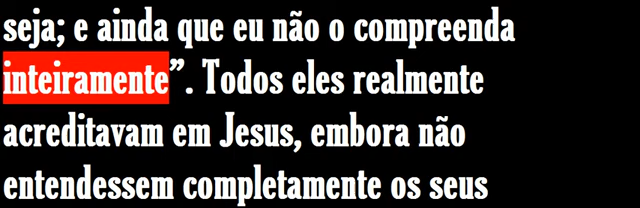 seja; e ainda que eu não o compreenda
inteiramente”. Todos eles realmente
acreditavam em Jesus, embora não
entendessem completamente os seus